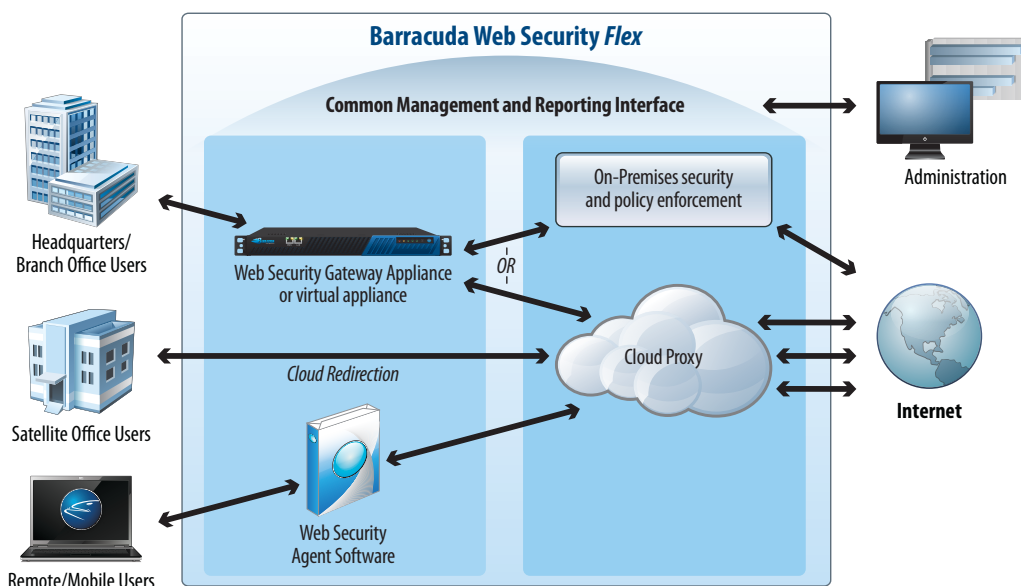 Barracuda Web Security Flex
Common Management and Reporting Interface
On-Premises security
and policy enforcement
Administration
Headquarters/
Branch Office Users
Web Security Gateway Appliance
or virtual appliance
OR
Cloud Proxy
Cloud Redirection
Satellite Office Users
Internet
Web Security
Agent Software
Remote/Mobile Users